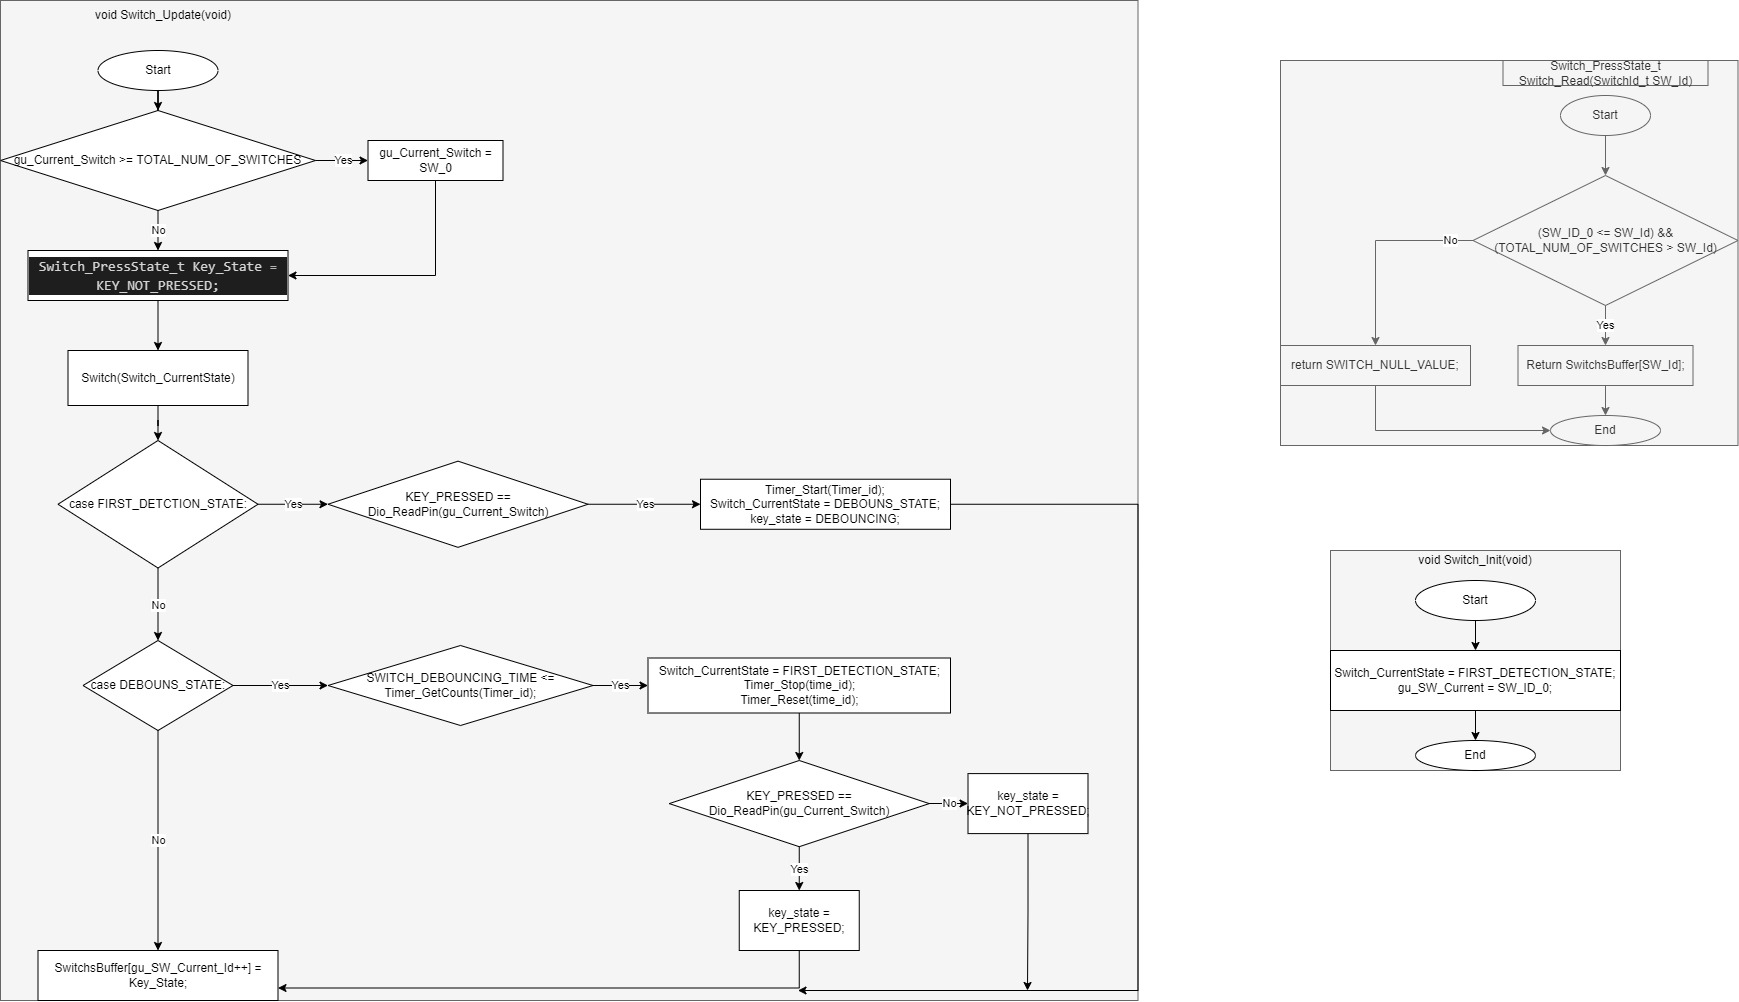 void Switch_Update(void)
Start
gu_Current_Switch >= TOTAL_NUM_OF_SWITCHES
Yes
gu_Current_Switch =
SW_0
No
Switch_PressState_t Key_State =
KEY_NOT_PRESSED;
Switch(Switch_CurrentState)
case FIRST_DETCTION_STATE:
Yes
KEY_PRESSED ==
Dio_ReadPin(gu_Current_Switch)
Yes
Timer_Start(Timer_id);
Switch_CurrentState = DEBOUNS_STATE;
key_state = DEBOUNCING;
No
case DEBOUNS_STATE:
Yes
SWITCH_DEBOUNCING_TIME <=
Timer_GetCounts(Timer_id);
Yes
Switch_CurrentState = FIRST_DETECTION_STATE;
Timer_Stop(time_id);
Timer_Reset(time_id);
KEY_PRESSED ==
Dio_ReadPin(gu_Current_Switch)
No
key_state =
KEY_NOT_PRESSED;
Yes
key_state =
KEY_PRESSED;
No
SwitchsBuffer[gu_SW_Current_Id++] =
Key_State;
Switch_PressState_t
Switch_Read(SwitchId_t SW_Id)
Start
(SW_ID_0 <= SW_Id) &&
(TOTAL_NUM_OF_SWITCHES > SW_Id)
No
Yes
return SWITCH_NULL_VALUE;
Return SwitchsBuffer[SW_Id];
End
void Switch_Init(void)
Start
Switch_CurrentState = FIRST_DETECTION_STATE;
gu_SW_Current = SW_ID_0;
End